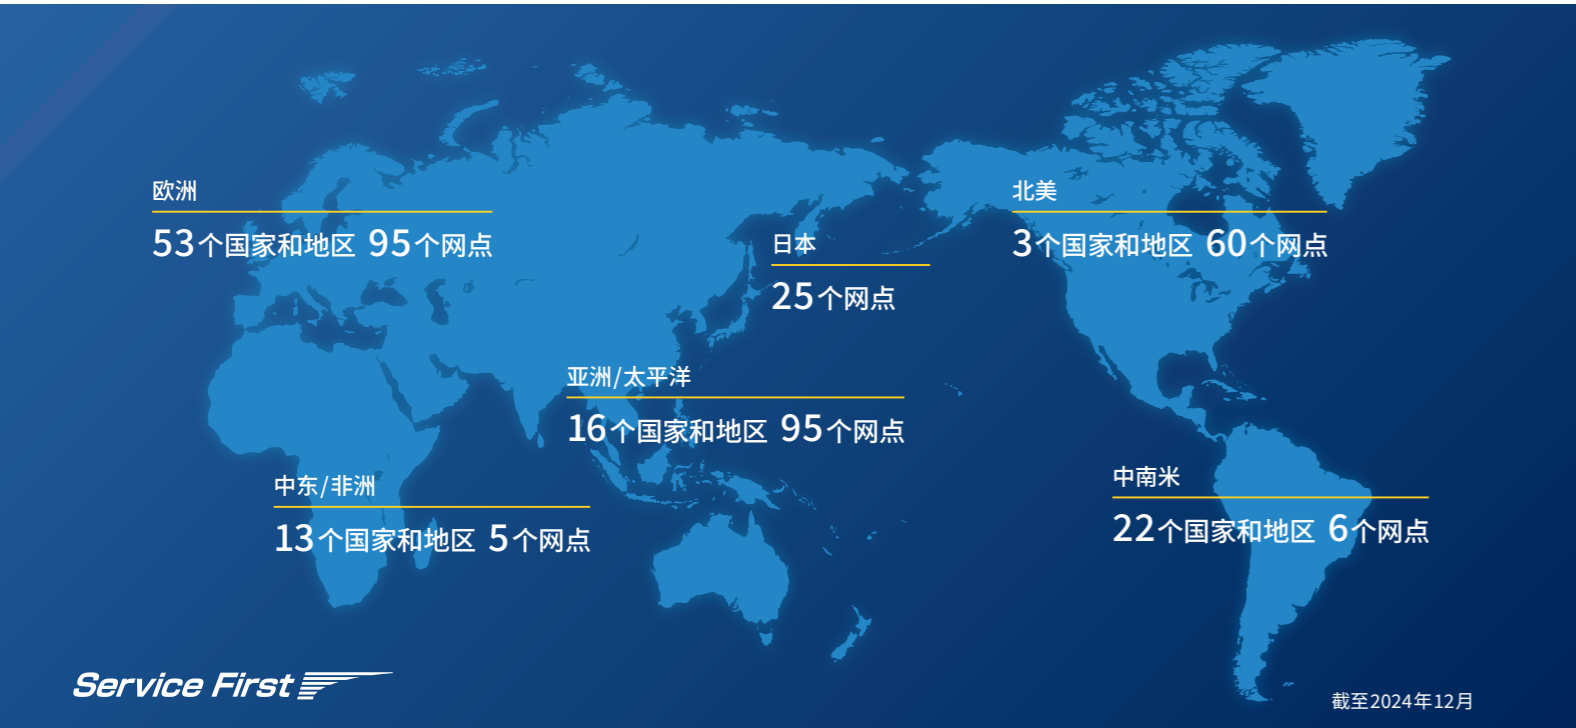 欧洲
53个国家和地区 95个网点
北美
3个国家和地区 60个网点
日本
25个网点
亚洲/太平洋
16个国家和地区 95个网点
中东/非洲
13个国家和地区 5个网点
中南米
22个国家和地区 6个网点
Service First
截至2024年12月